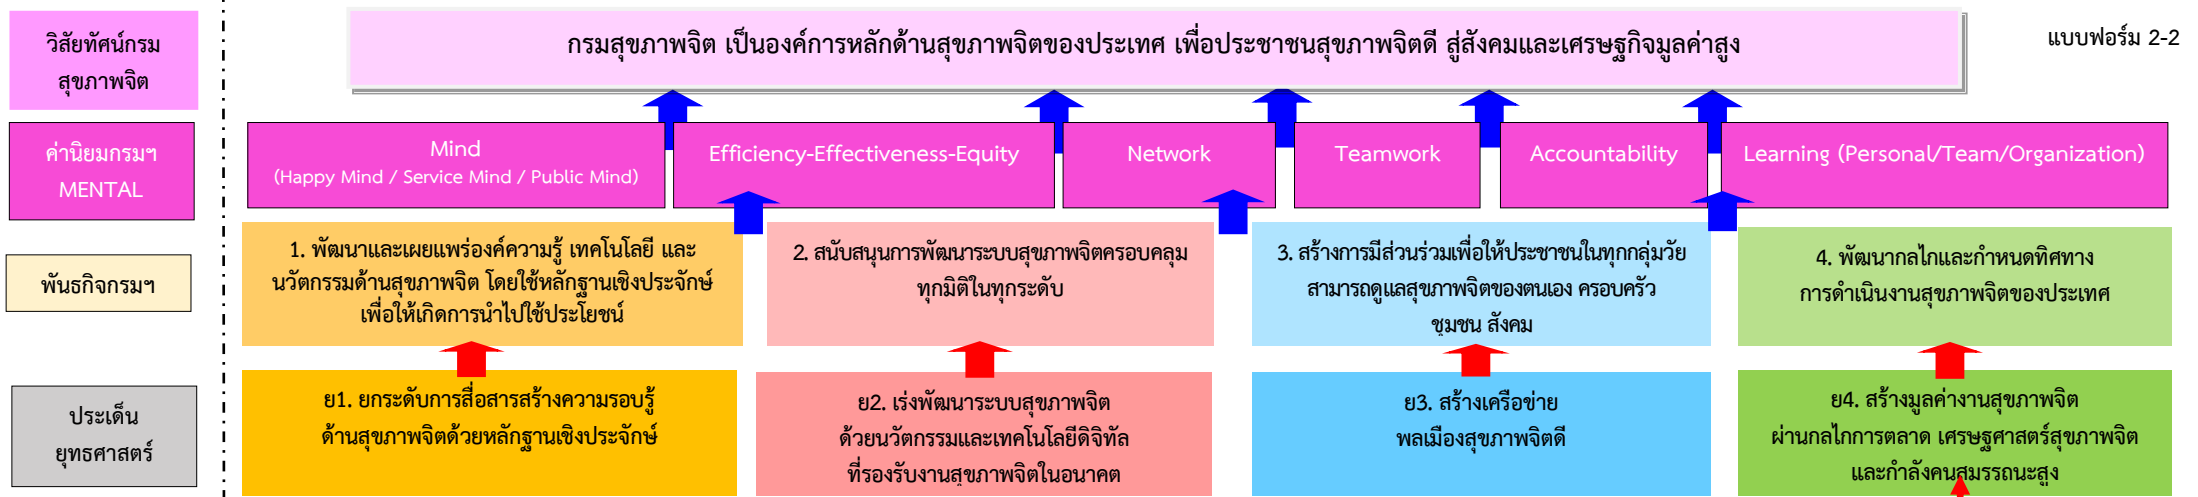 วิสัยทัศน์กรม
สุขภาพจิต
กรมสุขภาพจิต เป็นองค์การหลักด้านสุขภาพจิตของประเทศ เพื่อประชาชนสุขภาพจิตดี สู่สังคมและเศรษฐกิจมูลค่าสูง
แบบฟอร์ม 2-2
ค่านิยมกรมฯ
MENTAL
Mind
(Happy Mind / Service Mind / Public Mind)
Efficiency-Effectiveness-Equity
Network
Teamwork
Accountability
Learning (Personal/Team/Organization)
พันธกิจกรมฯ
1. พัฒนาและเผยแพร่องค์ความรู้ เทคโนโลยี และ
นวัตกรรมด้านสุขภาพจิต โดยใช้หลักฐานเชิงประจักษ์
เพื่อให้เกิดการนำไปใช้ประโยชน์
2. สนับสนุนการพัฒนาระบบสุขภาพจิตครอบคลุม
ทุกมิติในทุกระดับ
3. สร้างการมีส่วนร่วมเพื่อให้ประชาชนในทุกกลุ่มวัย
สามารถดูแลสุขภาพจิตของตนเอง ครอบครัว
ชุมชน สังคม
4. พัฒนากลไกและกำหนดทิศทาง
การดำเนินงานสุขภาพจิตของประเทศ
ประเด็น
ยุทธศาสตร์
ย1. ยกระดับการสื่อสารสร้างความรอบรู้
ด้านสุขภาพจิตด้วยหลักฐานเชิงประจักษ์
ย2. เร่งพัฒนาระบบสุขภาพจิต
ด้วยนวัตกรรมและเทคโนโลยีดิจิทัล
ที่รองรับงานสุขภาพจิตในอนาคต
ย3. สร้างเครือข่าย
พลเมืองสุขภาพจิตดี
ย4. สร้างมูลค่างานสุขภาพจิต
ผ่านกลไกการตลาด เศรษฐศาสตร์สุขภาพจิต
และกำลังคนสมรรถนะสูง